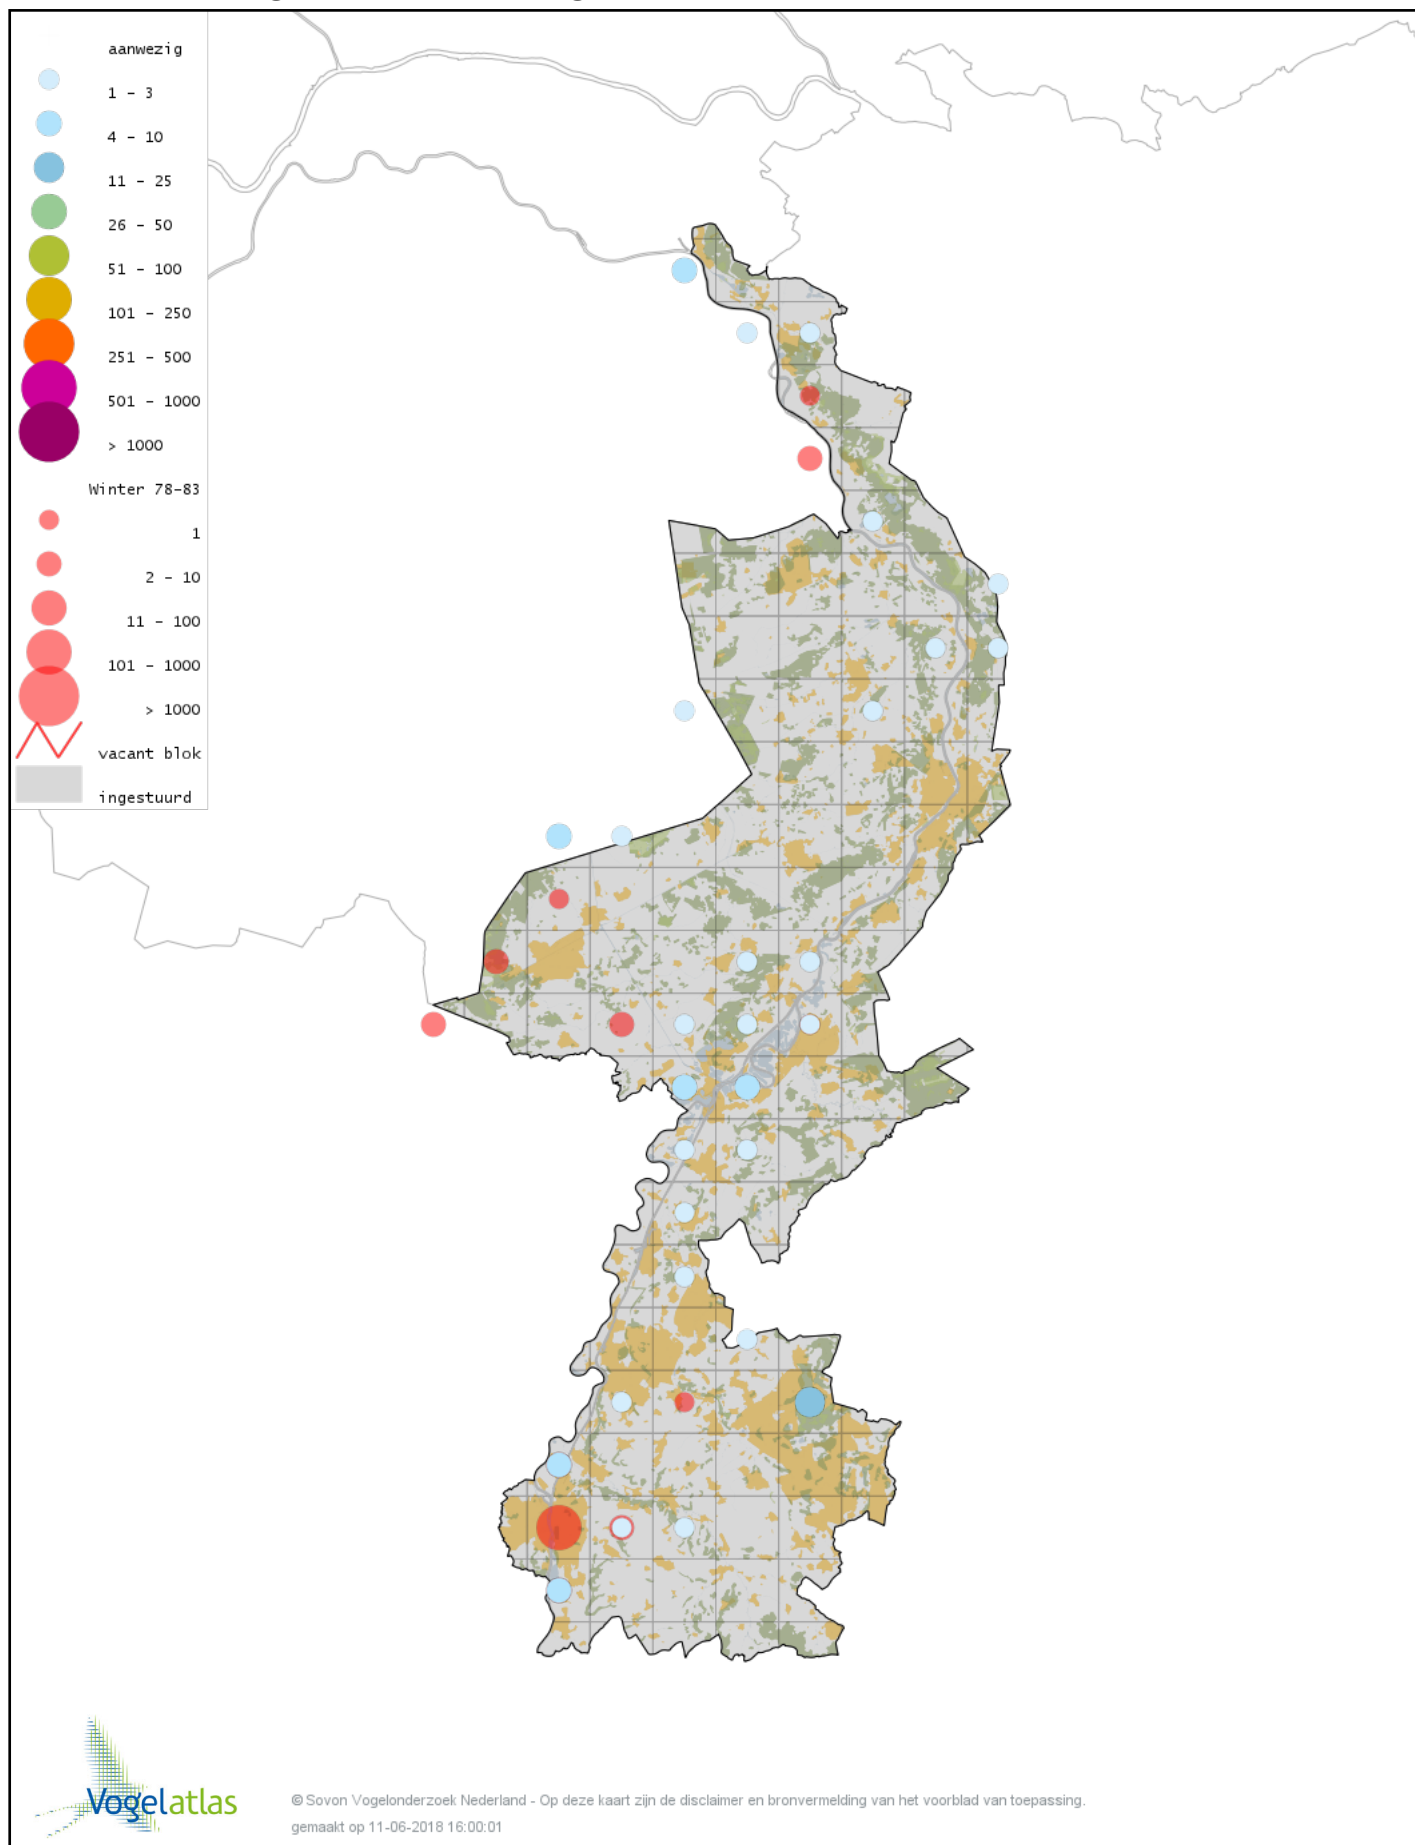 aanwezig
1 - 3
4 - 10
11 - 25
26 - 50
51 - 100
101 - 250
251 - 500
501 - 1000
> 1000
Winter 78-83
1
2 - 10
11 - 100
101 - 1000
> 1000
vacant blok
ingestuurd
Vogelatlas
© Sovon Vogelonderzoek Nederland - Op deze kaart zijn de disclaimer en bronvermelding van het voorblad van toepassing.
gemaakt op 11-06-2018 16:00:01